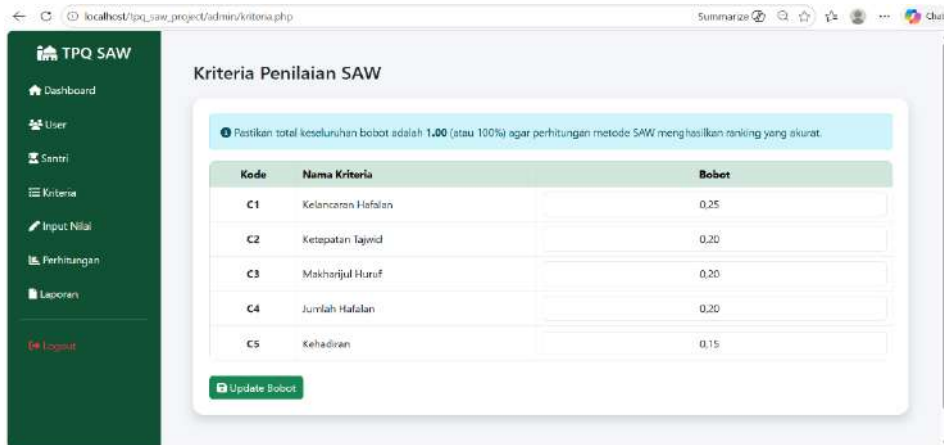 localhost/tpq_saw_project/admin/kriteria.php
Summarize
TPQ SAW
Dashboard
User
Santri
Kriteria
Input Nilai
Perhitungan
Laporan
Logout
Kriteria Penilaian SAW
Pastikan total keseluruhan bobot adalah 1.00 (atau 100%) agar perhitungan metode SAW menghasilkan ranking yang akurat.
Kode Nama Kriteria Bobot
C1 Kelancaran Hafalan 0,25
C2 Ketepatan Tajwid 0,20
C3 Makharijul Huruf 0,20
C4 Jumlah Hafalan 0,20
C5 Kehadiran 0,15
Update Bobot